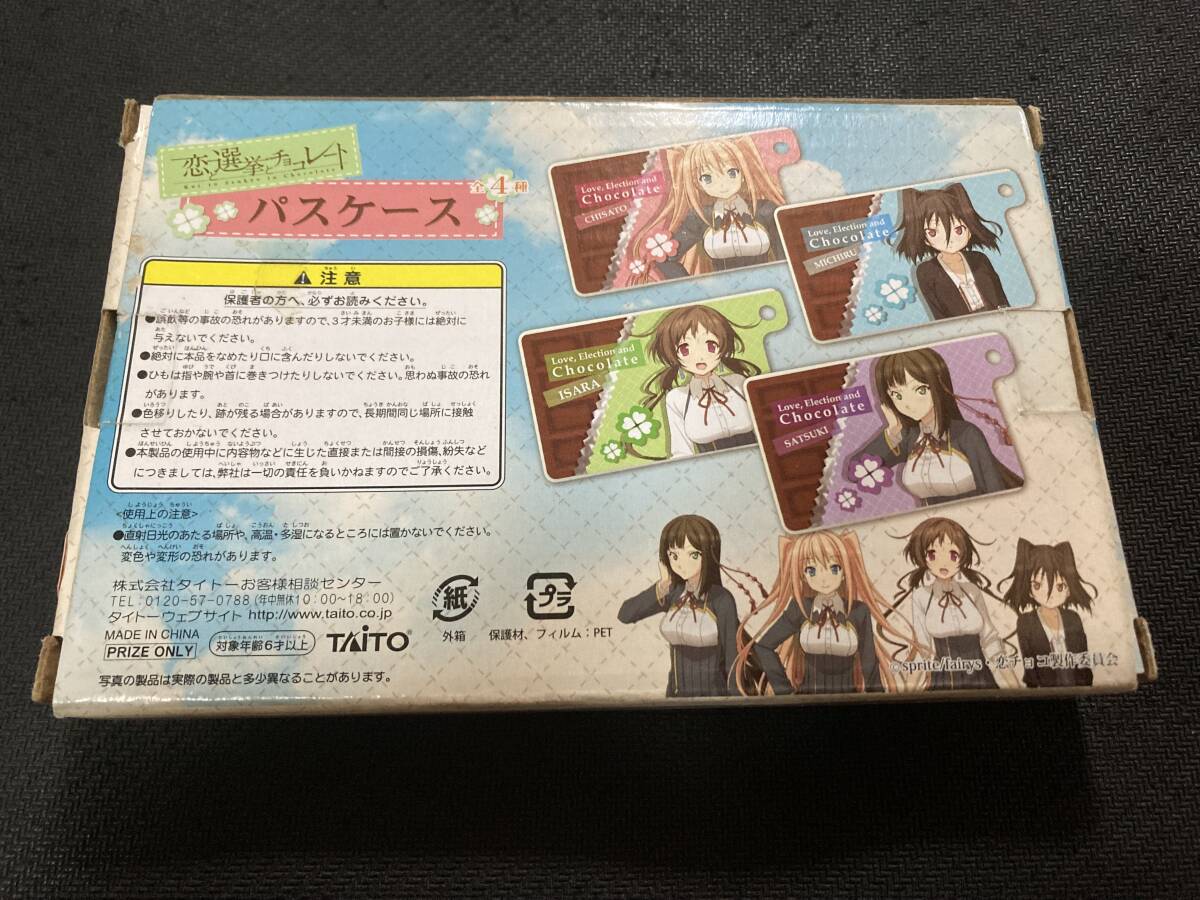 恋と選挙とチョコレート
Koi to Senkyo to Chocolate
全4種
パスケース
注意
保護者の方へ、必ずお読みください。
●誤飲等の事故の恐れがありますので、3才未満のお子様には絶対に
与えないでください。
●絶対に本品をなめたり口に含んだりしないでください。
●ひもは指や腕や首に巻きつけたりしないでください。思わぬ事故の恐れ
があります。
●色移りしたり、跡が残る場合がありますので、長期間同じ場所に接触
させておかないでください。
●本製品の使用中に内容物などに生じた直接または間接の損傷、紛失など
につきましては、弊社は一切の責任を負いかねますのでご了承ください。
<使用上の注意>
●直射日光のあたる場所や、高温・多湿になるところには置かないでください。
変色や変形の恐れがあります。
株式会社タイトーお客様相談センター
TEL:0120-57-0788(年中無休10:00~18:00)
タイトーウェブサイト http://www.taito.co.jp
MADE IN CHINA
PRIZE ONLY
対象年齢6才以上
TAITO
紙
外箱
プラ
保護材、フィルム:PET
写真の製品は実際の製品と多少異なることがあります。
Love, Election and
Chocolate
CHISATO
Love, Election and
Chocolate
MICHIRU
Love, Election and
Chocolate
ISARA
Love, Election and
Chocolate
SATSUKI
©sprite/fairys・恋チョコ製作委員会